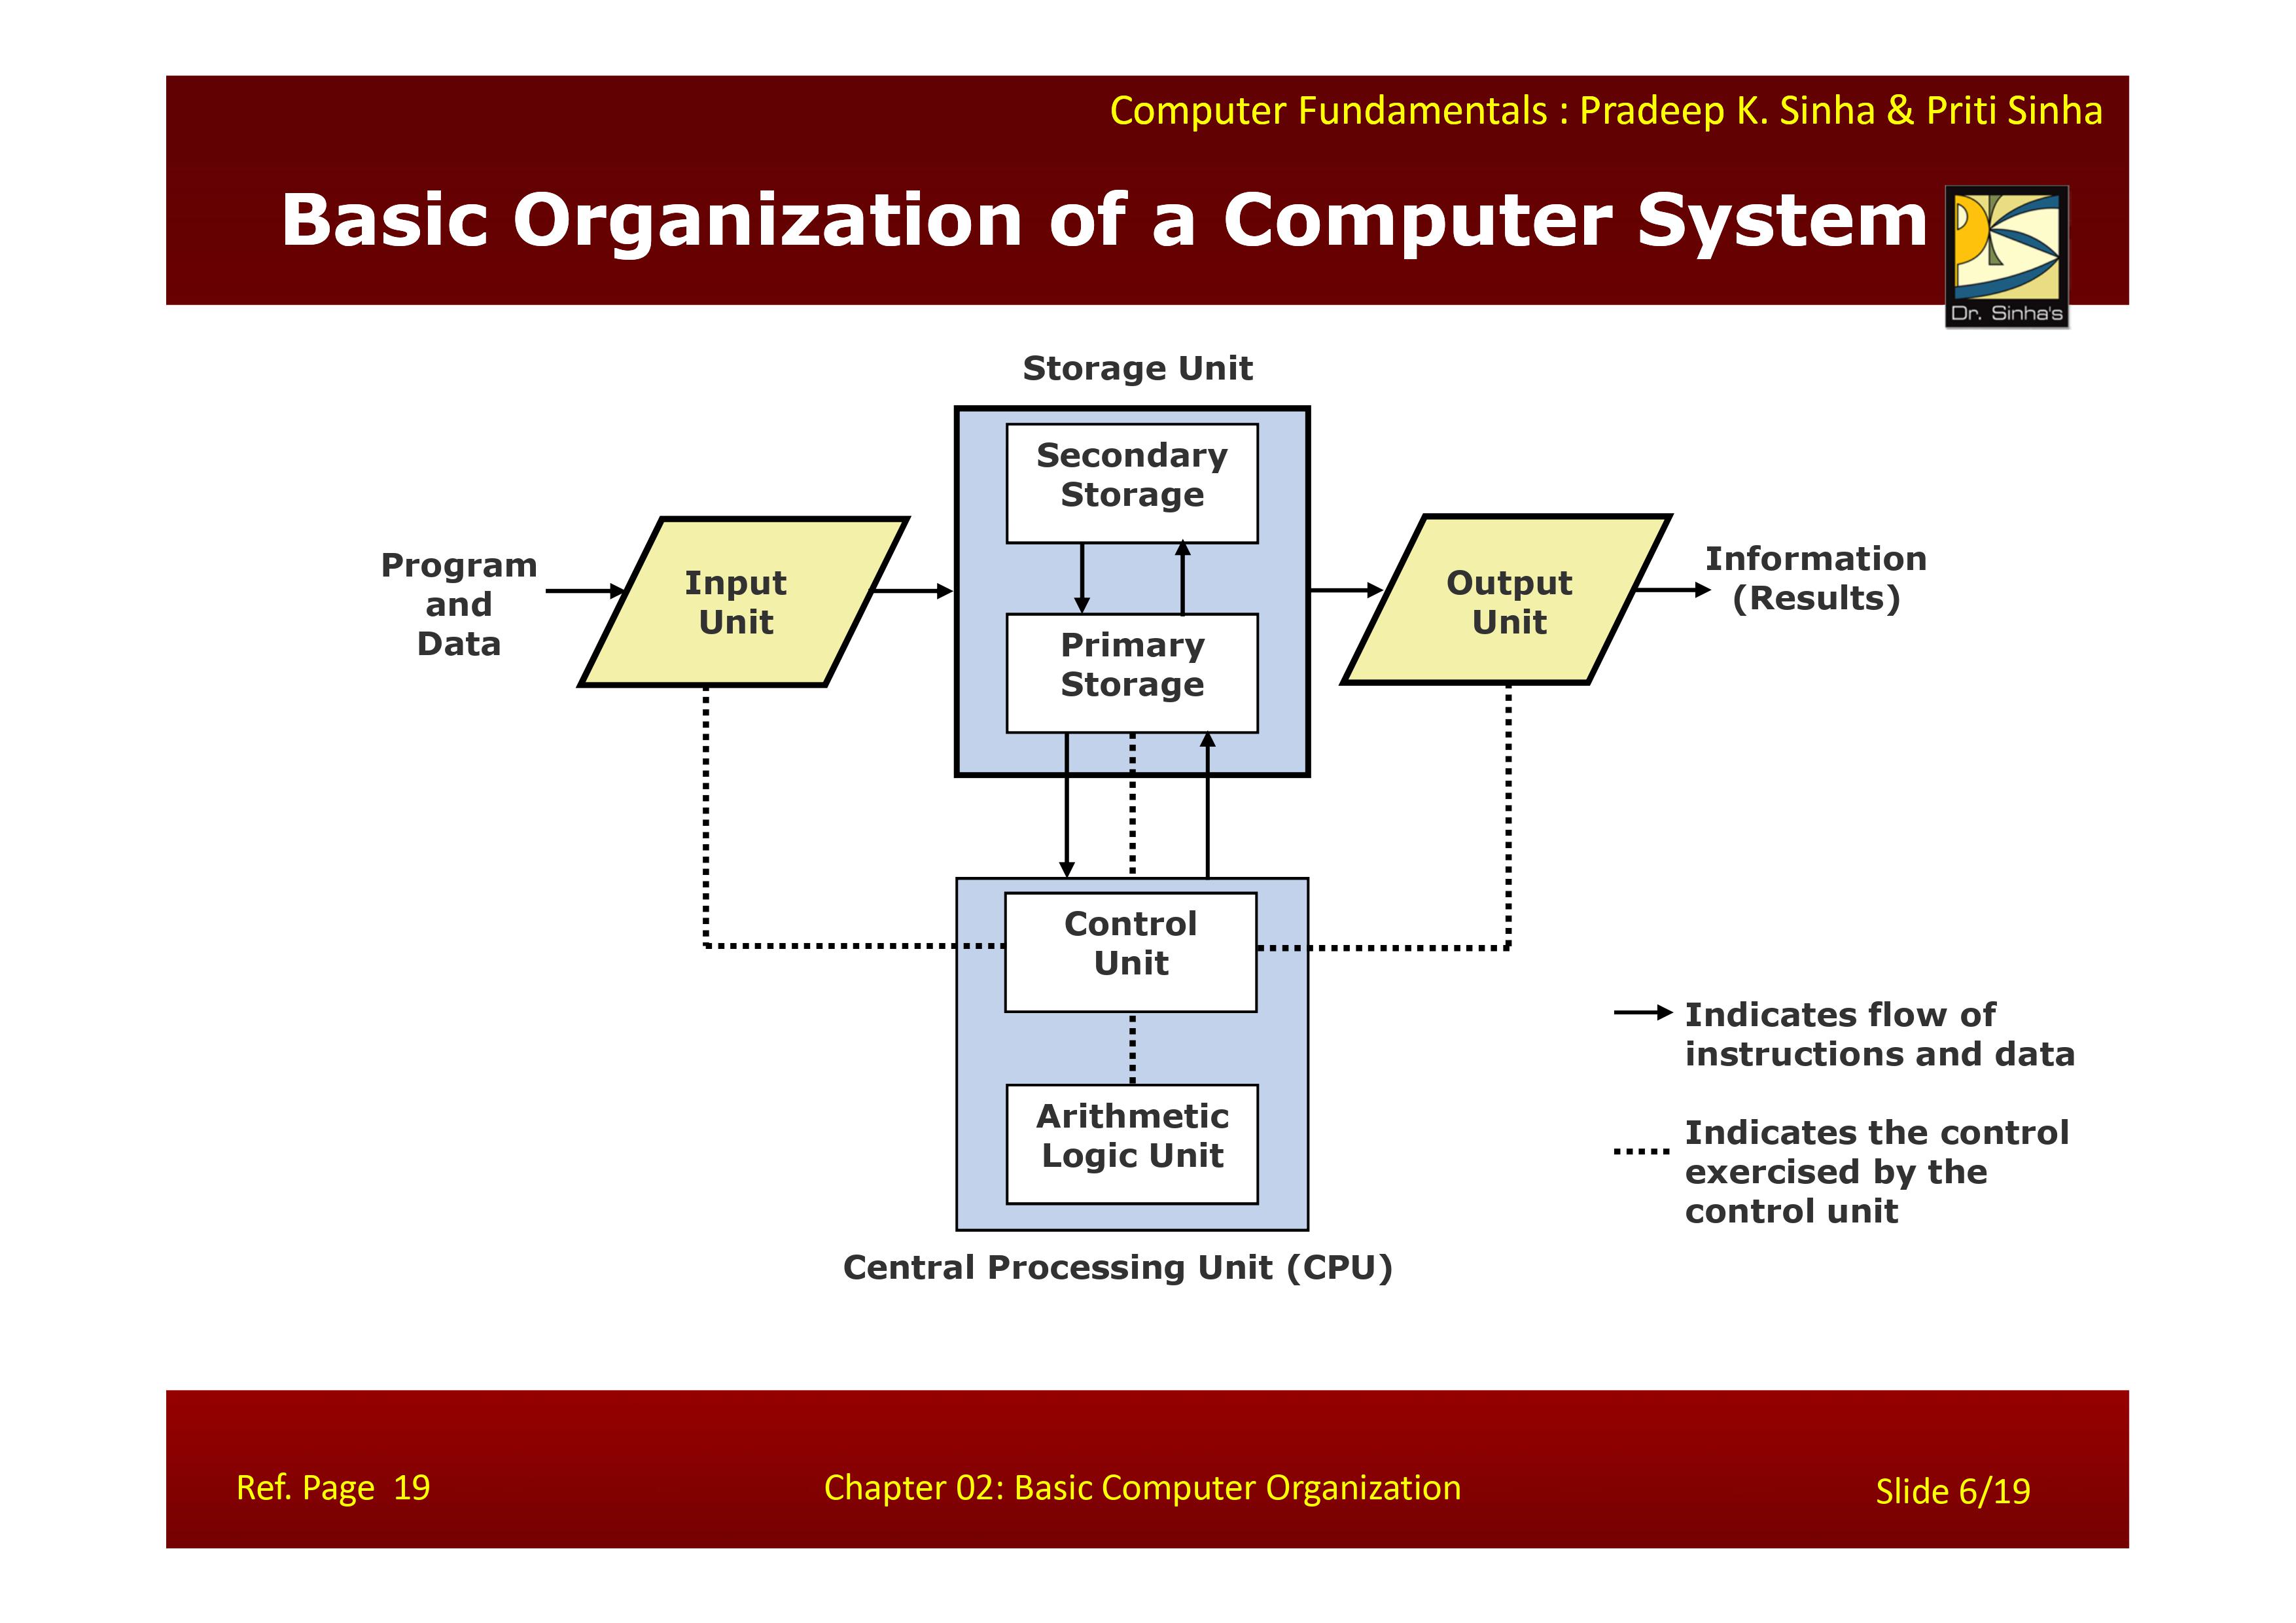 Computer Fundamentals : Pradeep K. Sinha & Priti Sinha
Basic Organization of a Computer System
Dr. Sinha's
Storage Unit
Secondary
Storage
Program
and
Data
Input
Unit
Primary
Storage
Output
Unit
Information
(Results)
Control
Unit
Arithmetic
Logic Unit
Central Processing Unit (CPU)
Indicates flow of
instructions and data
Indicates the control
exercised by the
control unit
Ref. Page  19
Chapter 02: Basic Computer Organization
Slide 6/19